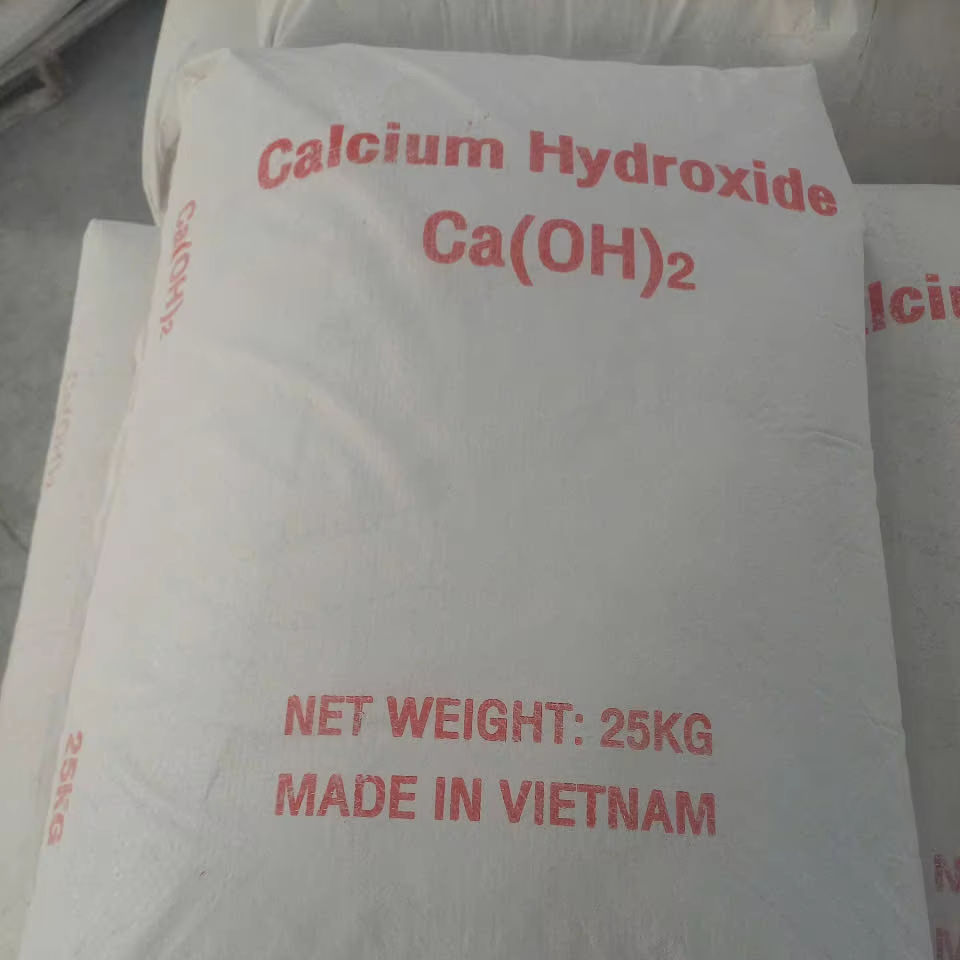 Calcium Hydroxide
Ca(OH)2
Ca(OH)2
NET WEIGHT: 25KG
MADE IN VIETNAM
25KG